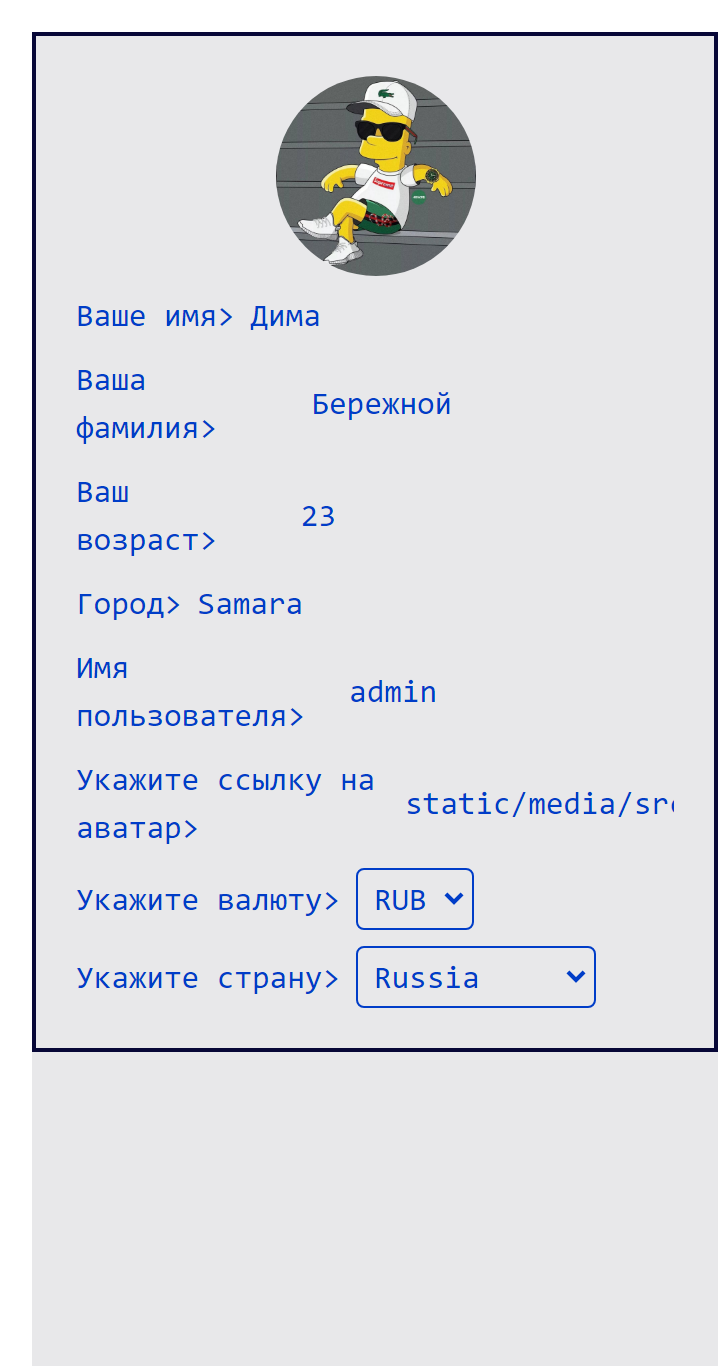 Ваше имя> Дима
Ваша
фамилия>
Бережной
Ваш
возраст>
23
Город> Samara
Имя
пользователя>
admin
Укажите ссылку на
аватар>
static/media/sr
Укажите валюту> RUB
Укажите страну> Russia